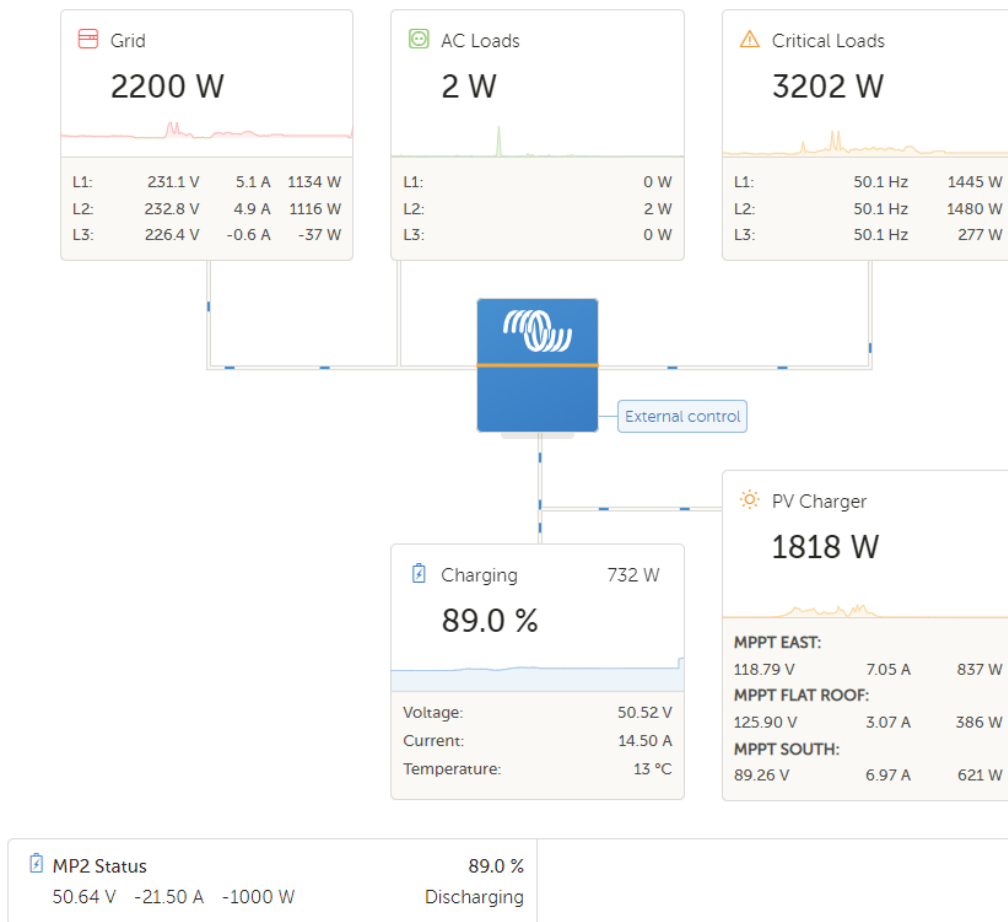 Grid
2200 W
L1: 231.1 V 5.1 A 1134 W
L2: 232.8 V 4.9 A 1116 W
L3: 226.4 V -0.6 A -37 W
AC Loads
2 W
L1: 0 W
L2: 2 W
L3: 0 W
Critical Loads
3202 W
L1: 50.1 Hz 1445 W
L2: 50.1 Hz 1480 W
L3: 50.1 Hz 277 W
External control
Charging 732 W
89.0 %
Voltage: 50.52 V
Current: 14.50 A
Temperature: 13 °C
PV Charger
1818 W
MPPT EAST:
118.79 V 7.05 A 837 W
MPPT FLAT ROOF:
125.90 V 3.07 A 386 W
MPPT SOUTH:
89.26 V 6.97 A 621 W
MP2 Status 89.0 %
50.64 V -21.50 A -1000 W Discharging